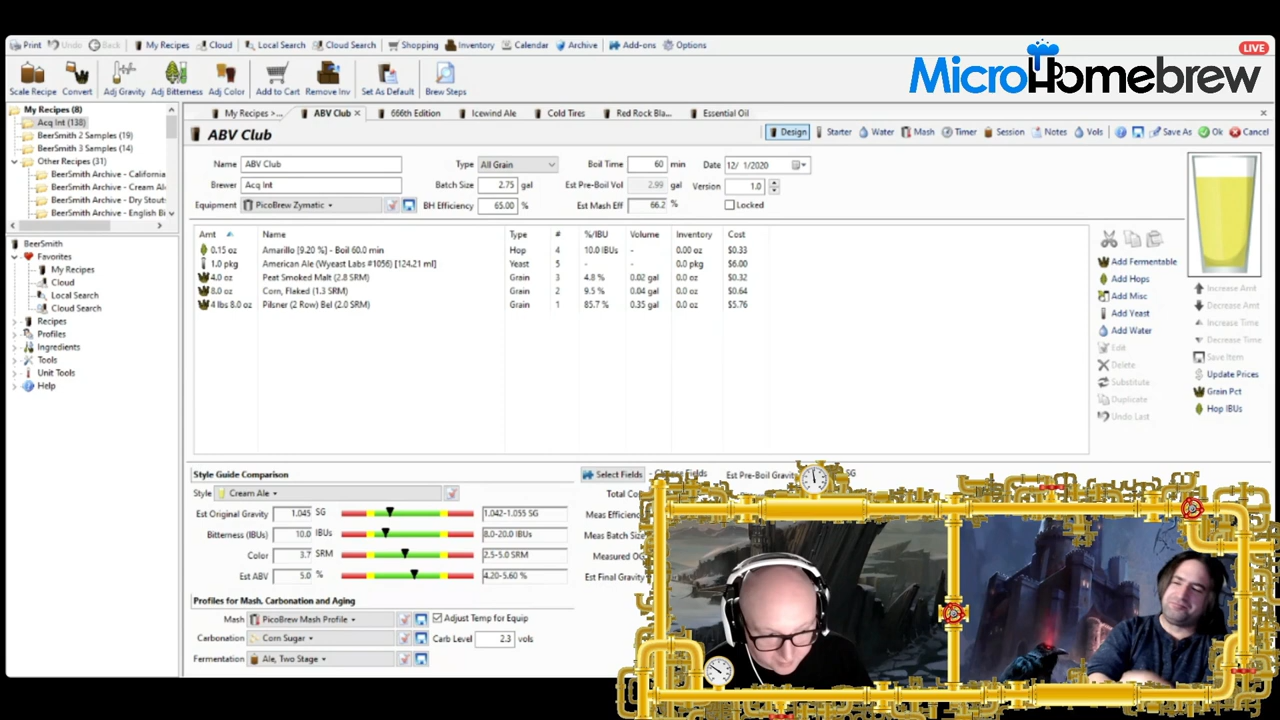 Print Undo Back My Recipes Cloud Local Search Cloud Search Shopping Inventory Calendar Archive Add-ons Options
LIVE
MicroHomebrew
Scale Recipe Convert Adj Gravity Adj Bitterness Adj Color Add to Cart Remove Inv Set As Default Brew Steps
My Recipes (8)
Acq Int (138)
BeerSmith 2 Samples (19)
BeerSmith 3 Samples (14)
Other Recipes (31)
BeerSmith Archive - California
BeerSmith Archive - Cream Al
BeerSmith Archive - Dry Stout
BeerSmith Archive - English Bi
BeerSmith
Favorites
My Recipes
Cloud
Local Search
Cloud Search
Recipes
Profiles
Ingredients
Tools
Unit Tools
Help
My Recipes >... ABV Club 666th Edition Icewind Ale Cold Tires Red Rock Bla... Essential Oil
ABV Club
Design Starter Water Mash Timer Session Notes Vols Save As Ok Cancel
Name ABV Club Type All Grain Boil Time 60 min Date 12/ 1/2020
Brewer Acq Int Batch Size 2.75 gal Est Pre-Boil Vol 2.99 gal Version 1.0
Equipment PicoBrew Zymatic BH Efficiency 65.00 % Est Mash Eff 66.2 % Locked
Amt Name Type # %/IBU Volume Inventory Cost
0.15 oz Amarillo [9.20 %] - Boil 60.0 min Hop 4 10.0 IBUs - 0.00 oz $0.33
1.0 pkg American Ale (Wyeast Labs #1056) [124.21 ml] Yeast 5 - - 0.0 pkg $6.00
4.0 oz Peat Smoked Malt (2.8 SRM) Grain 3 4.8 % 0.02 gal 0.0 oz $0.32
8.0 oz Corn, Flaked (1.3 SRM) Grain 2 9.5 % 0.04 gal 0.0 oz $0.64
4 lbs 8.0 oz Pilsner (2 Row) Bel (2.0 SRM) Grain 1 85.7 % 0.35 gal 0.0 oz $5.76
Add Fermentable
Add Hops
Add Misc
Add Yeast
Add Water
Edit
Delete
Substitute
Duplicate
Undo Last
Increase Amt
Decrease Amt
Increase Time
Decrease Time
Save Item
Update Prices
Grain Pct
Hop IBUs
Style Guide Comparison
Style Cream Ale
Est Original Gravity 1.045 SG 1.042-1.055 SG
Bitterness (IBUs) 10.0 IBUs 8.0-20.0 IBUs
Color 3.7 SRM 2.5-5.0 SRM
Est ABV 5.0 % 4.20-5.60 %
Select Fields - Choose Fields Est Pre-Boil Gravity SG
Total Co
Meas Efficienc
Meas Batch Size
Measured OG
Est Final Gravity
Profiles for Mash, Carbonation and Aging
Mash PicoBrew Mash Profile Adjust Temp for Equip
Carbonation Corn Sugar Carb Level 2.3 vols
Fermentation Ale, Two Stage